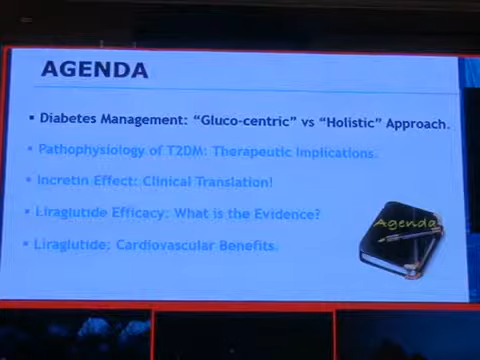 AGENDA
▪ Diabetes Management: “Gluco-centric” vs “Holistic” Approach.
▪ Pathophysiology of T2DM: Therapeutic Implications.
▪ Incretin Effect: Clinical Translation!
▪ Liraglutide Efficacy: What is the Evidence?
▪ Liraglutide; Cardiovascular Benefits.
Agenda